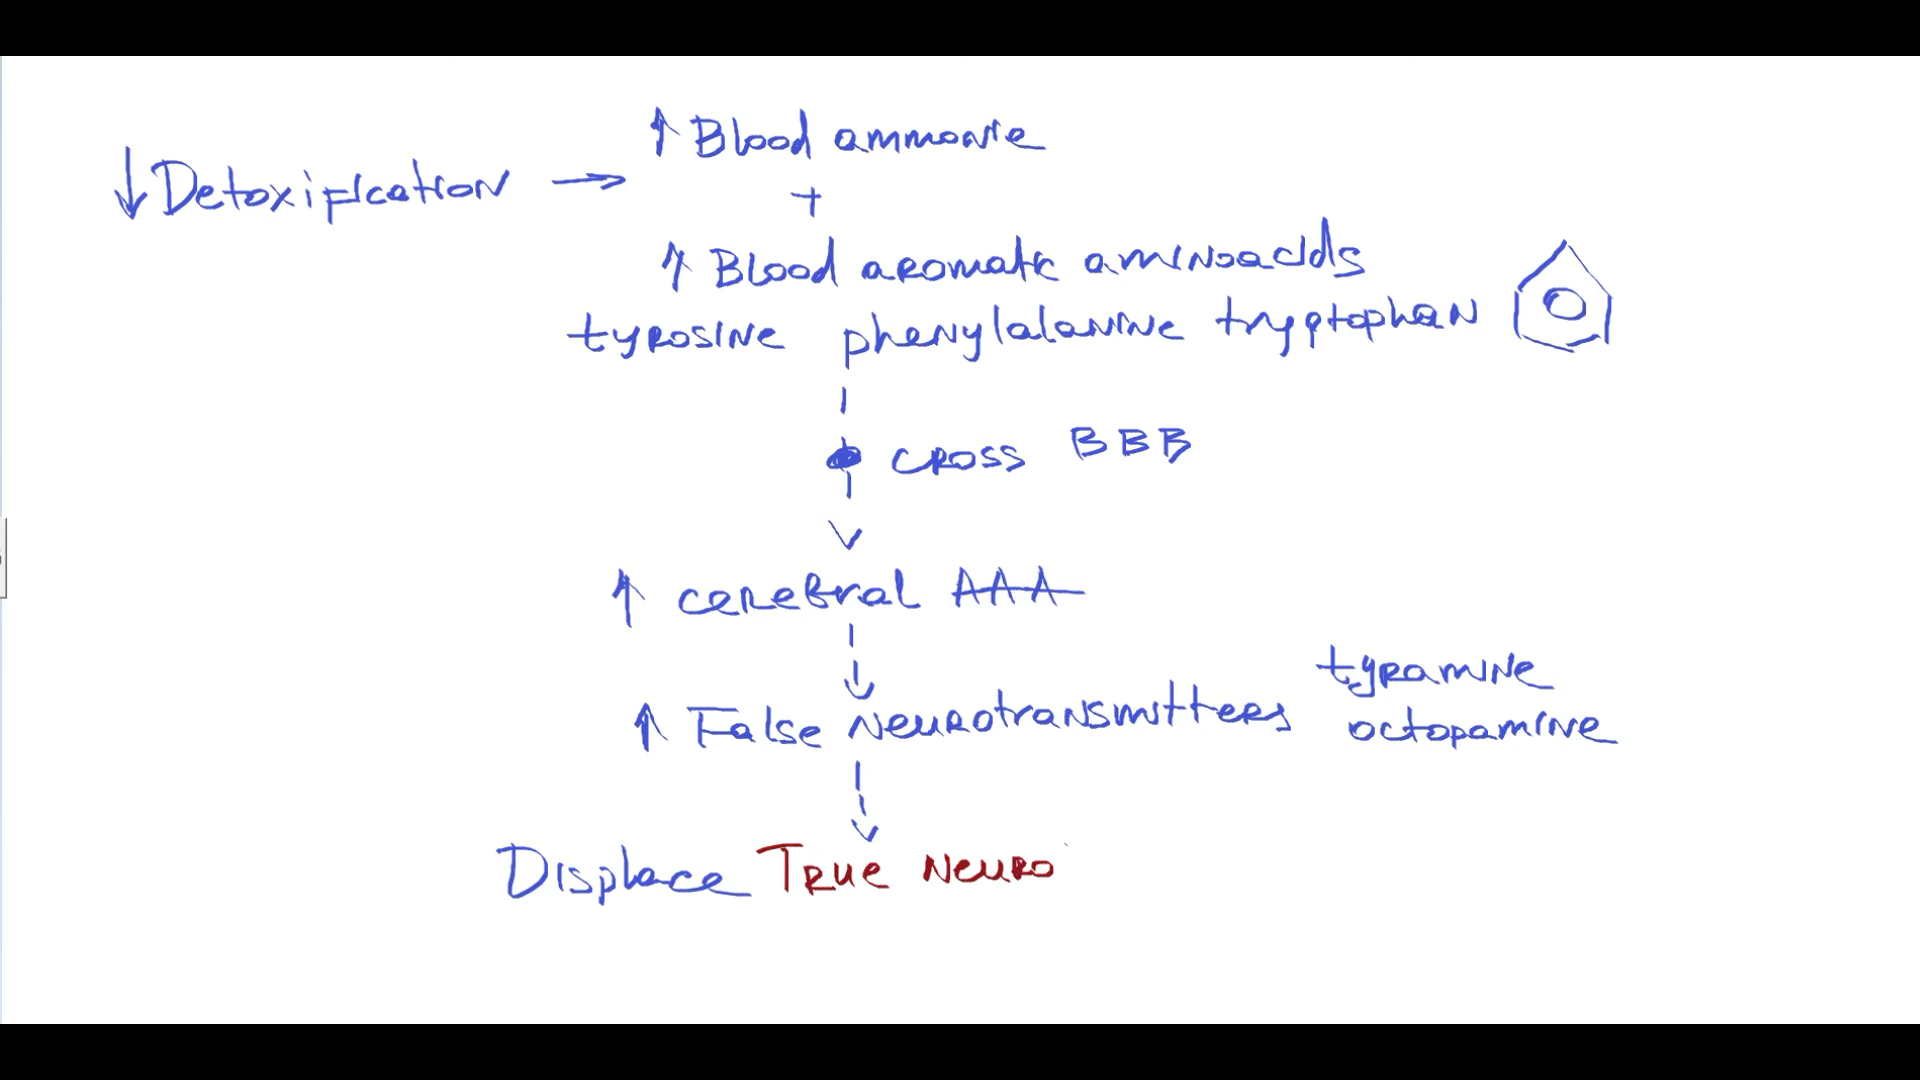 ↑ Blood ammonie
↓ Detoxification →
+
↑ Blood aromatic aminoacids
tyrosine phenylalanine tryptophan
cross BBB
↑ cerebral AAA
tyramine
↑ False Neurotransmitters
octopamine
Displace True Neuro